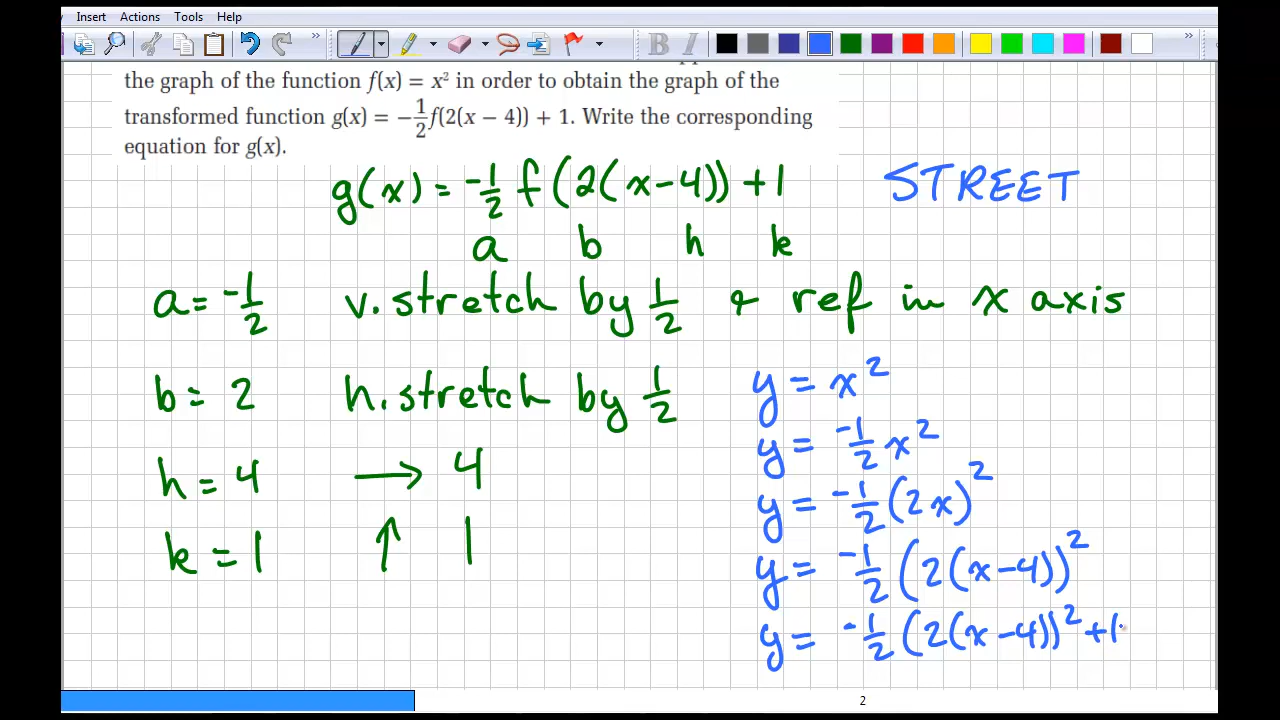 Insert Actions Tools Help
the graph of the function f(x) = x² in order to obtain the graph of the
transformed function g(x) = −1/2 f(2(x − 4)) + 1. Write the corresponding
equation for g(x).
g(x) = -1/2 f(2(x-4)) +1
STREET
a b h k
a = -1/2 v. stretch by 1/2 & ref in x axis
b = 2 h. stretch by 1/2
h = 4 → 4
k = 1 ↑ 1
y = x²
y = -1/2 x²
y = -1/2 (2x)²
y = -1/2 (2(x-4))²
y = -1/2 (2(x-4))² +1
2